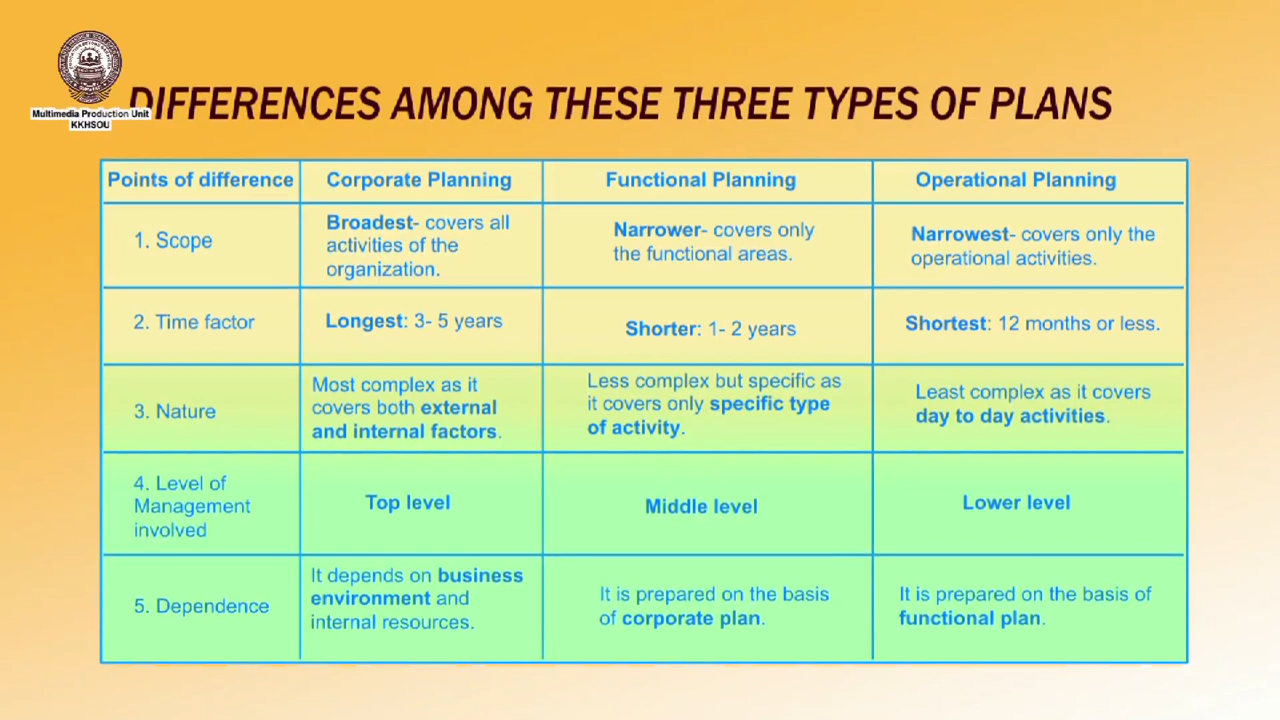 DIFFERENCES AMONG THESE THREE TYPES OF PLANS
Multimedia Production Unit
KKHSOU
Points of difference
Corporate Planning
Functional Planning
Operational Planning
1. Scope
Broadest- covers all
activities of the
organization.
Narrower- covers only
the functional areas.
Narrowest- covers only the
operational activities.
2. Time factor
Longest: 3- 5 years
Shorter: 1- 2 years
Shortest: 12 months or less.
3. Nature
Most complex as it
covers both external
and internal factors.
Less complex but specific as
it covers only specific type
of activity.
Least complex as it covers
day to day activities.
4. Level of
Management
involved
Top level
Middle level
Lower level
5. Dependence
It depends on business
environment and
internal resources.
It is prepared on the basis
of corporate plan.
It is prepared on the basis of
functional plan.